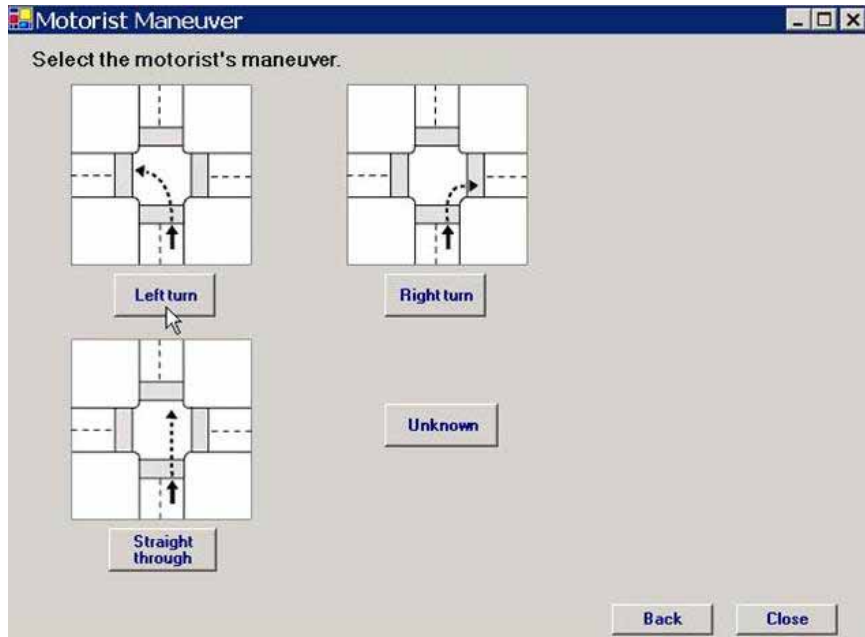 Motorist Maneuver
Select the motorist's maneuver.
Left turn
Right turn
Straight
through
Unknown
Back
Close